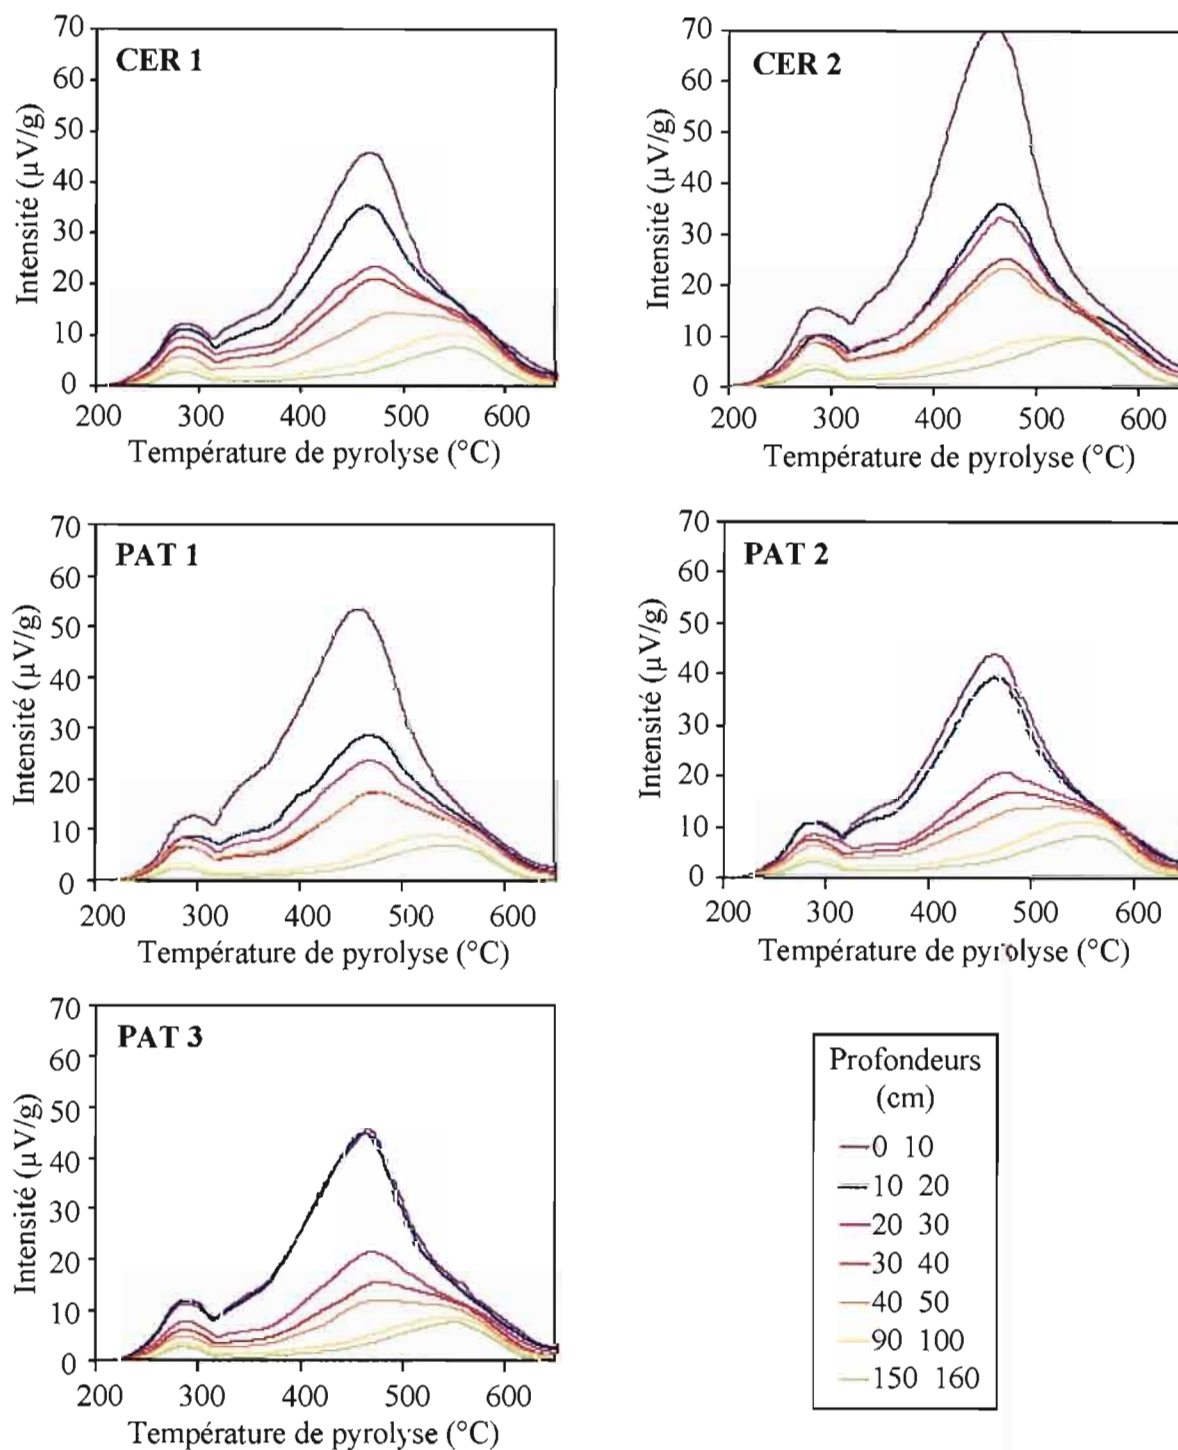 CER 1
70
60
50
40
30
20
10
0
Intensité (µV/g)
200 300 400 500 600
Température de pyrolyse (°C)
CER 2
70
60
50
40
30
20
10
0
Intensité (µV/g)
200 300 400 500 600
Température de pyrolyse (°C)
PAT 1
70
60
50
40
30
20
10
0
Intensité (µV/g)
200 300 400 500 600
Température de pyrolyse (°C)
PAT 2
70
60
50
40
30
20
10
0
Intensité (µV/g)
200 300 400 500 600
Température de pyrolyse (°C)
PAT 3
70
60
50
40
30
20
10
0
Intensité (µV/g)
200 300 400 500 600
Température de pyrolyse (°C)
Profondeurs
(cm)
0 10
10 20
20 30
30 40
40 50
90 100
150 160